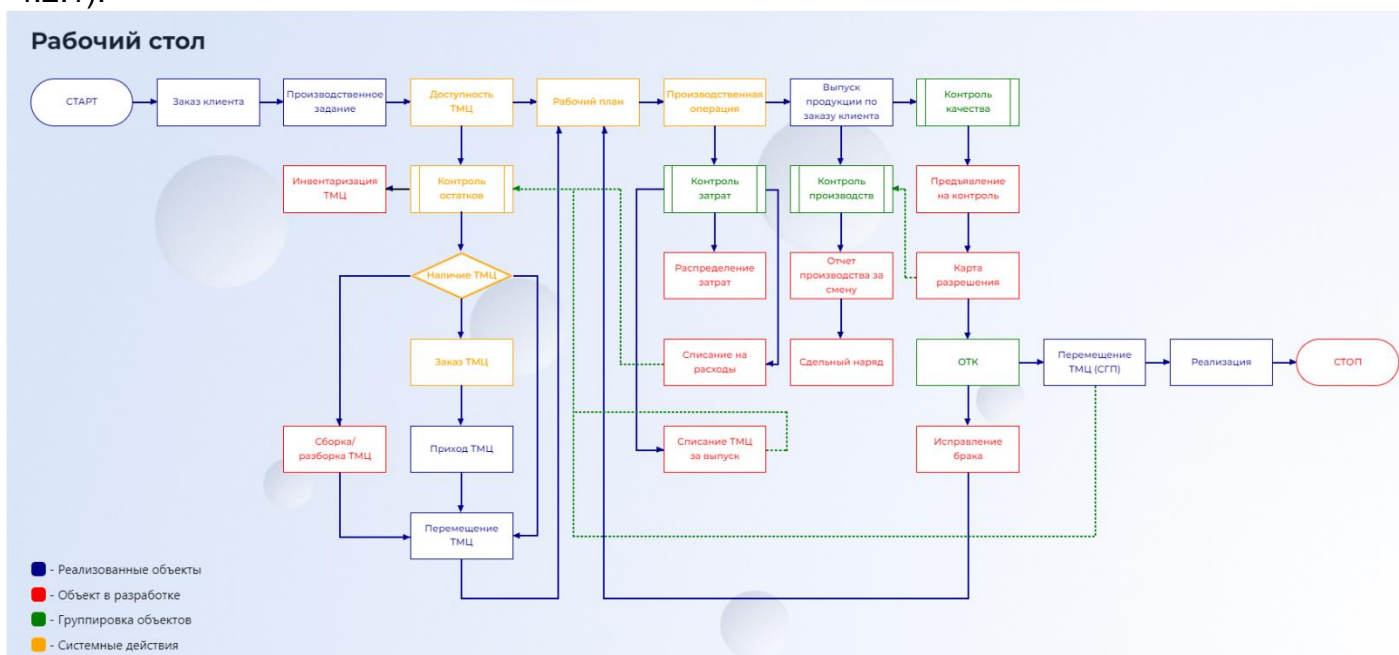 4.2.1).
Рабочий стол
СТАРТ
Заказ клиента
Производственное
задание
Доступность
ТМЦ
Рабочий план
Производственная
операция
Выпуск
продукции по
заказу клиента
Контроль
качества
Инвентаризация
ТМЦ
Контроль
остатков
Контроль
затрат
Контроль
производств
Предъявление
на контроль
Наличие ТМЦ
Распределение
затрат
Отчет
производства за
смену
Карта
разрешения
Заказ ТМЦ
Списание на
расходы
Сдельный наряд
ОТК
Перемещение
ТМЦ (СГП)
Реализация
СТОП
Сборка/
разборка ТМЦ
Приход ТМЦ
Списание ТМЦ
за выпуск
Исправление
брака
Перемещение
ТМЦ
- Реализованные объекты
- Объект в разработке
- Группировка объектов
- Системные действия